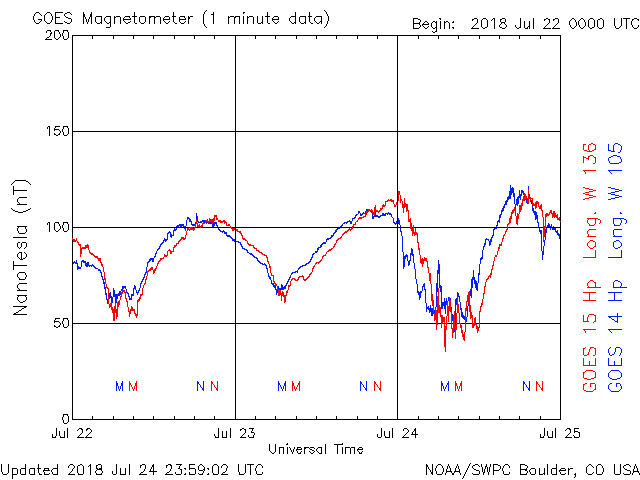 GOES Magnetometer (1 minute data)
Begin: 2018 Jul 22 0000 UTC
200
150
100
50
0
NanoTesla (nT)
M M N N M M N N M M N N
Jul 22 Jul 23 Jul 24 Jul 25
Universal Time
GOES 15 Hp Long. W 136
GOES 14 Hp Long. W 105
Updated 2018 Jul 24 23:59:02 UTC
NOAA/SWPC Boulder, CO USA